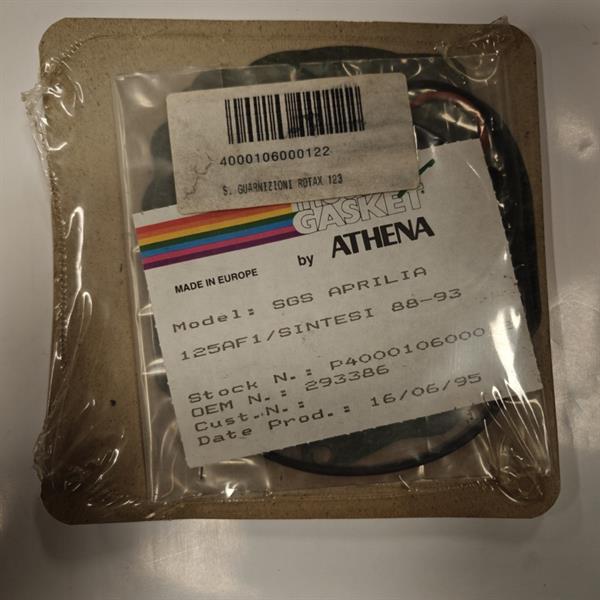 4000106000122
S. GUARNIZIONI ROTAX 123
GASKET
by ATHENA
MADE IN EUROPE
Model: SGS APRILIA
125AF1/SINTESI 88-93
Stock N.: P4000106000
OEM N.: 293386
Cust.N.:
Date Prod.: 16/06/95